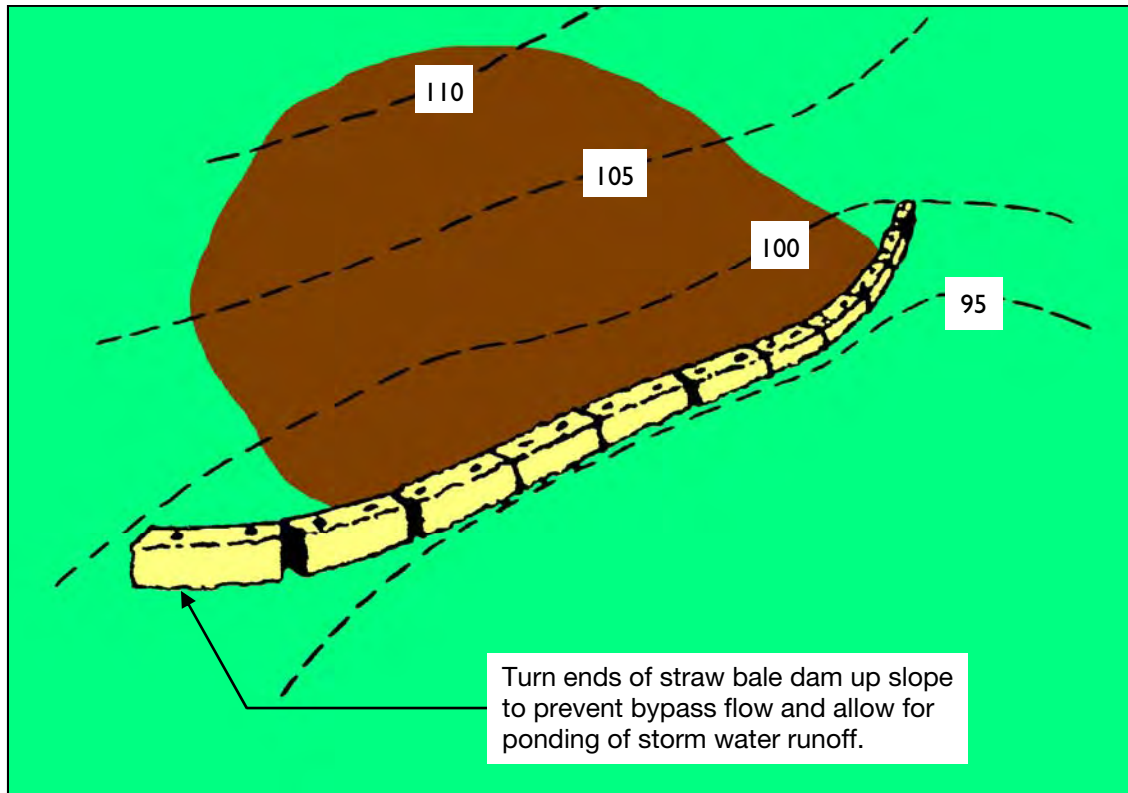 110
105
100
95
Turn ends of straw bale dam up slope
to prevent bypass flow and allow for
ponding of storm water runoff.